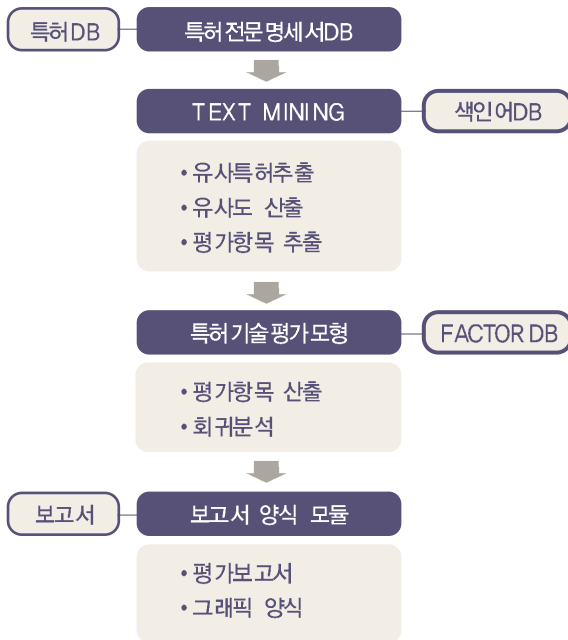 특허DB
특허전문명세서DB
TEXT MINING
색인어DB
• 유사특허추출
• 유사도 산출
• 평가항목 추출
특허기술평가모형
FACTOR DB
• 평가항목 산출
• 회귀분석
보고서
보고서 양식 모듈
• 평가보고서
• 그래픽 양식